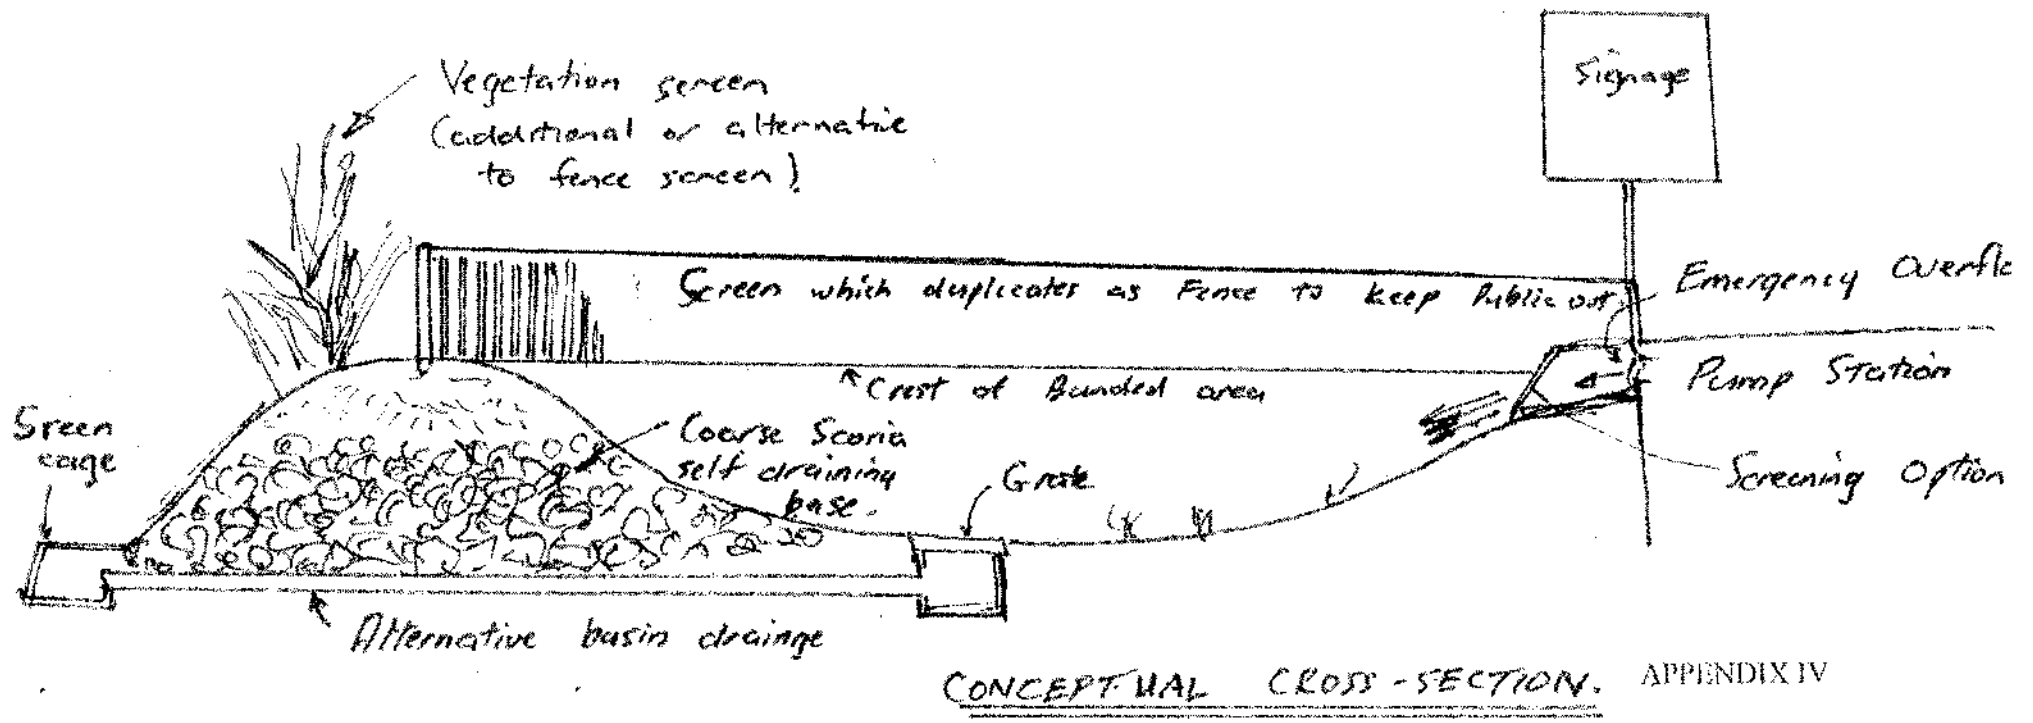 Vegetation screen
(additional or alternative
to fence screen)
Signage
Screen which duplicates as Fence to keep Public out
Emergency Overflo
Crest of Bunded area
Pump Station
Sreen
cage
Coarse Scoria
self draining
base.
Grate
Screening Option
Alternative basin drainge
CONCEPTUAL CROSS-SECTION.
APPENDIX IV